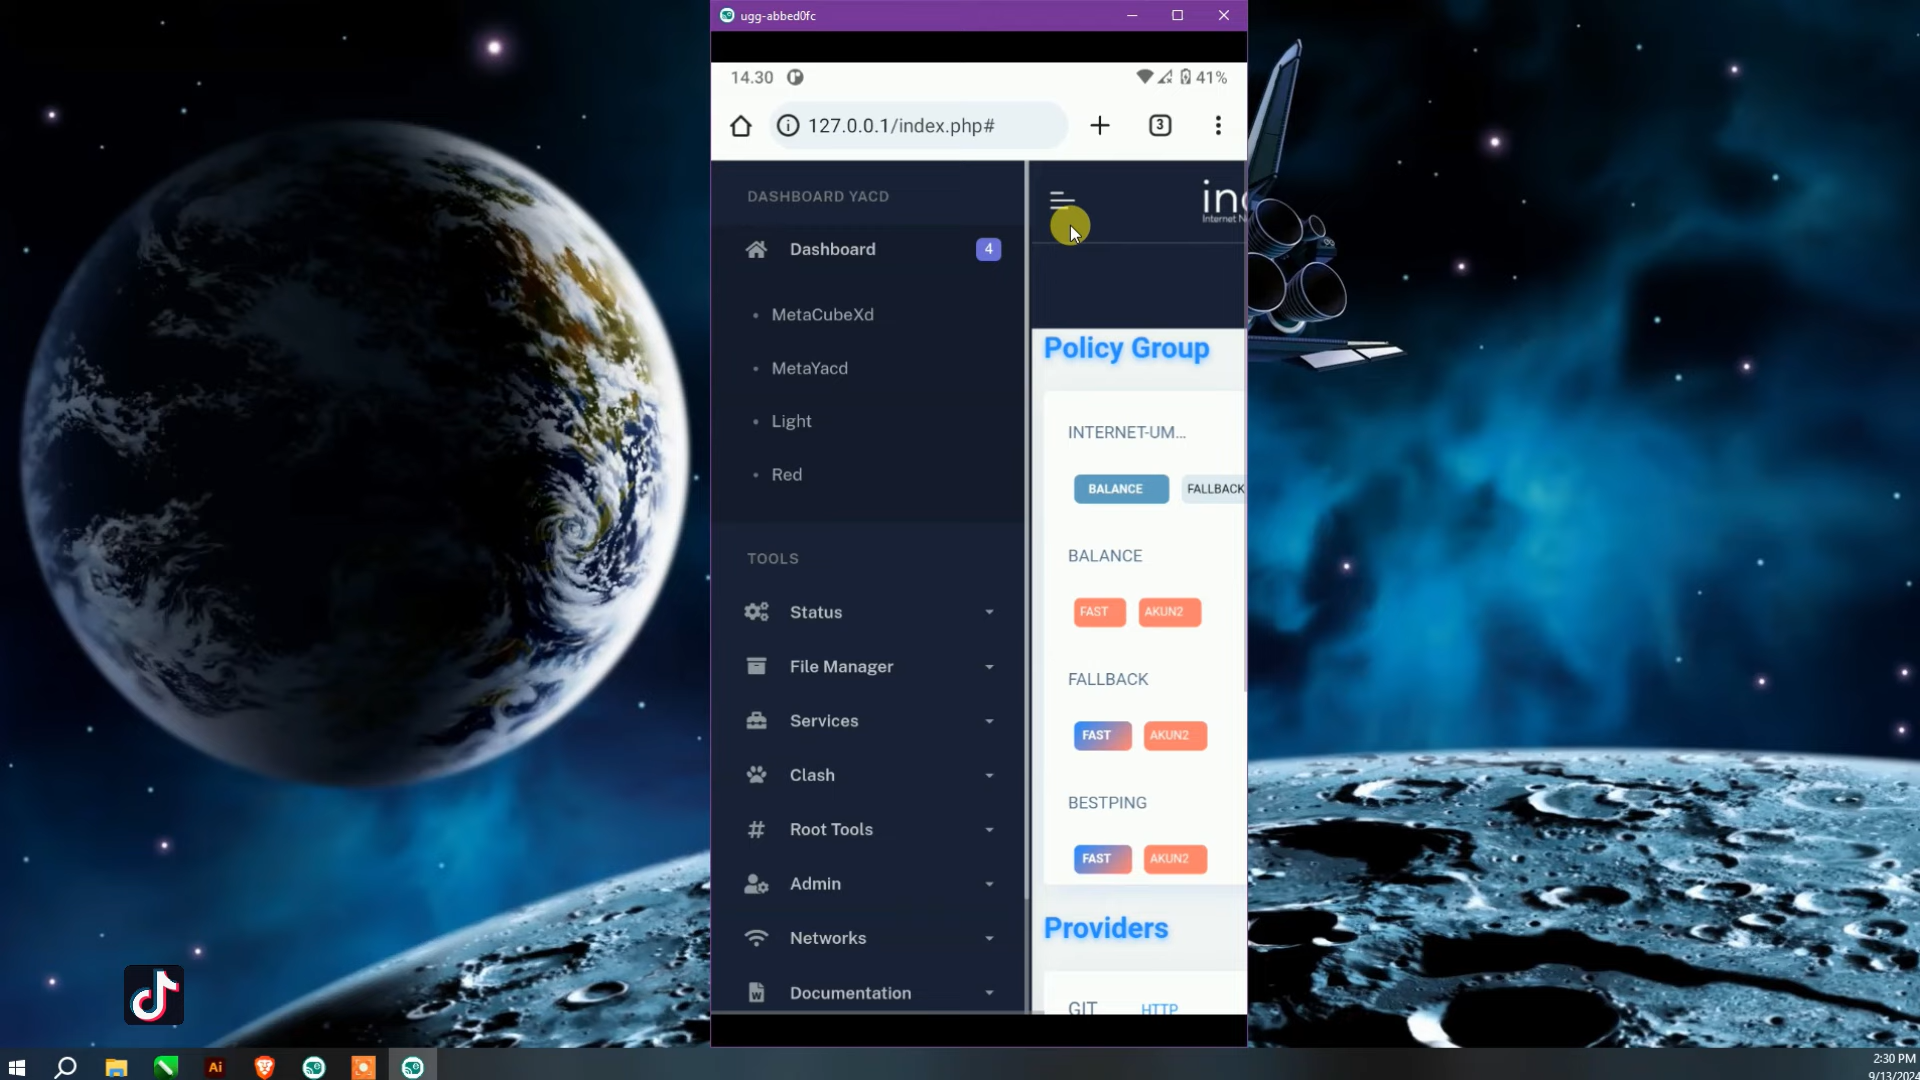 ugg-abbed0fc
14.30
41%
127.0.0.1/index.php#
3
DASHBOARD YACD
Dashboard
4
MetaCubeXd
MetaYacd
Light
Red
TOOLS
Status
File Manager
Services
Clash
Root Tools
Admin
Networks
Documentation
Internet N
Policy Group
INTERNET-UM...
BALANCE
FALLBACK
BALANCE
FAST
AKUN2
FALLBACK
FAST
AKUN2
BESTPING
FAST
AKUN2
Providers
GIT
HTTP
Ai
2:30 PM